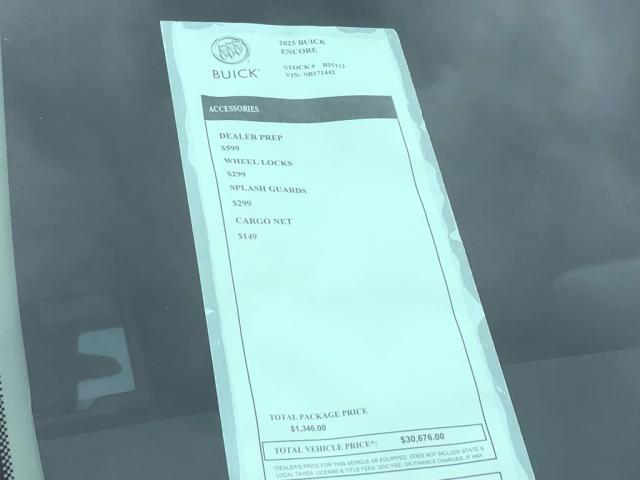 2025 BUICK
ENCORE
BUICK
STOCK # B25112
VIN: SB171442
ACCESSORIES
DEALER PREP
$599
WHEEL LOCKS
$299
SPLASH GUARDS
$299
CARGO NET
$149
TOTAL PACKAGE PRICE
$1,346.00
TOTAL VEHICLE PRICE*: $30,676.00
*DEALER'S PRICE FOR THIS VEHICLE AS EQUIPPED, DOES NOT INCLUDE STATE &
LOCAL TAXES, LICENSE & TITLE FEES, DOC FEE, OR FINANCE CHARGES, IF ANY.